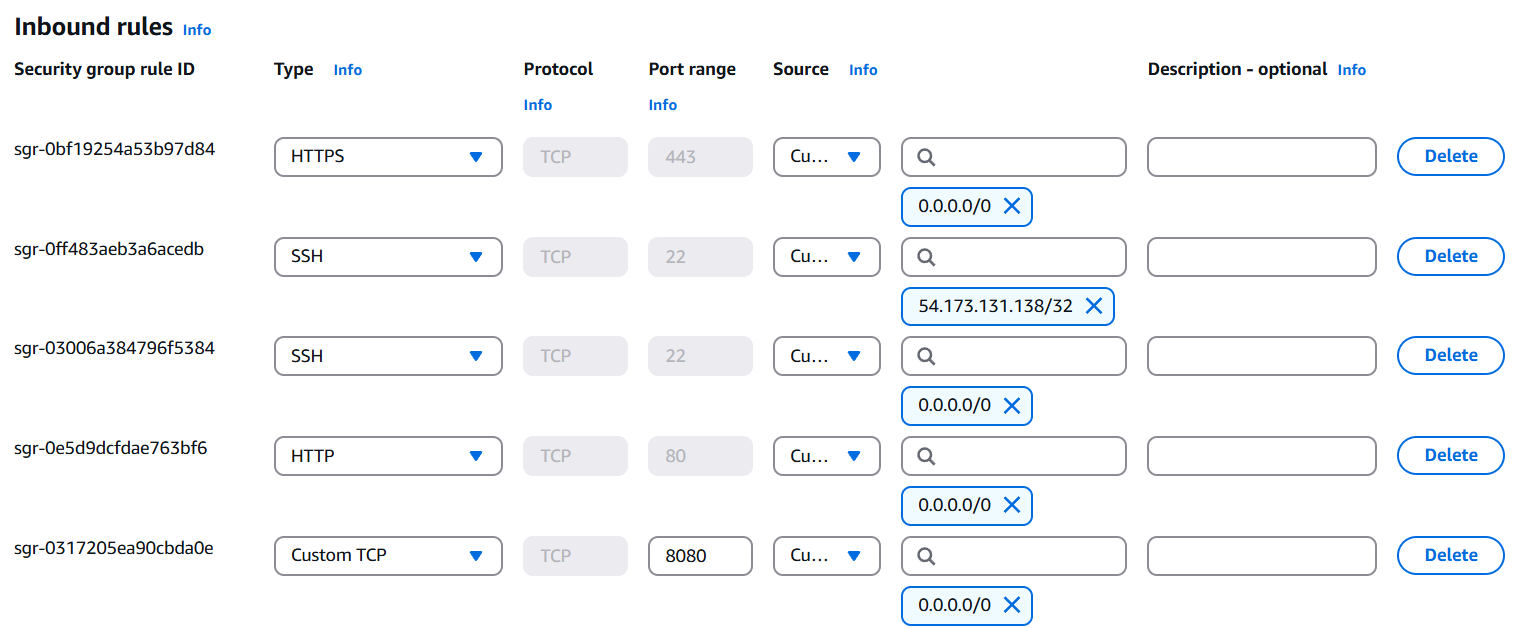 Inbound rules Info
Security group rule ID Type Info Protocol Port range Source Info Description - optional Info
Info Info
sgr-0bf19254a53b97d84 HTTPS TCP 443 Cu... Delete
0.0.0.0/0
sgr-0ff483aeb3a6acedb SSH TCP 22 Cu... Delete
54.173.131.138/32
sgr-03006a384796f5384 SSH TCP 22 Cu... Delete
0.0.0.0/0
sgr-0e5d9dcfdae763bf6 HTTP TCP 80 Cu... Delete
0.0.0.0/0
sgr-0317205ea90cbda0e Custom TCP TCP 8080 Cu... Delete
0.0.0.0/0